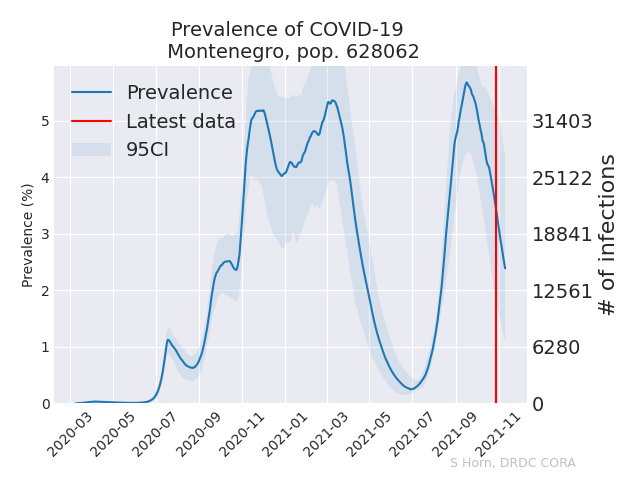 Prevalence of COVID-19
Montenegro, pop. 628062
Prevalence
Latest data
95CI
Prevalence (%)
5
4
3
2
1
0
31403
25122
18841
12561
6280
0
# of infections
2020-03
2020-05
2020-07
2020-09
2020-11
2021-01
2021-03
2021-05
2021-07
2021-09
2021-11
S Horn, DRDC CORA